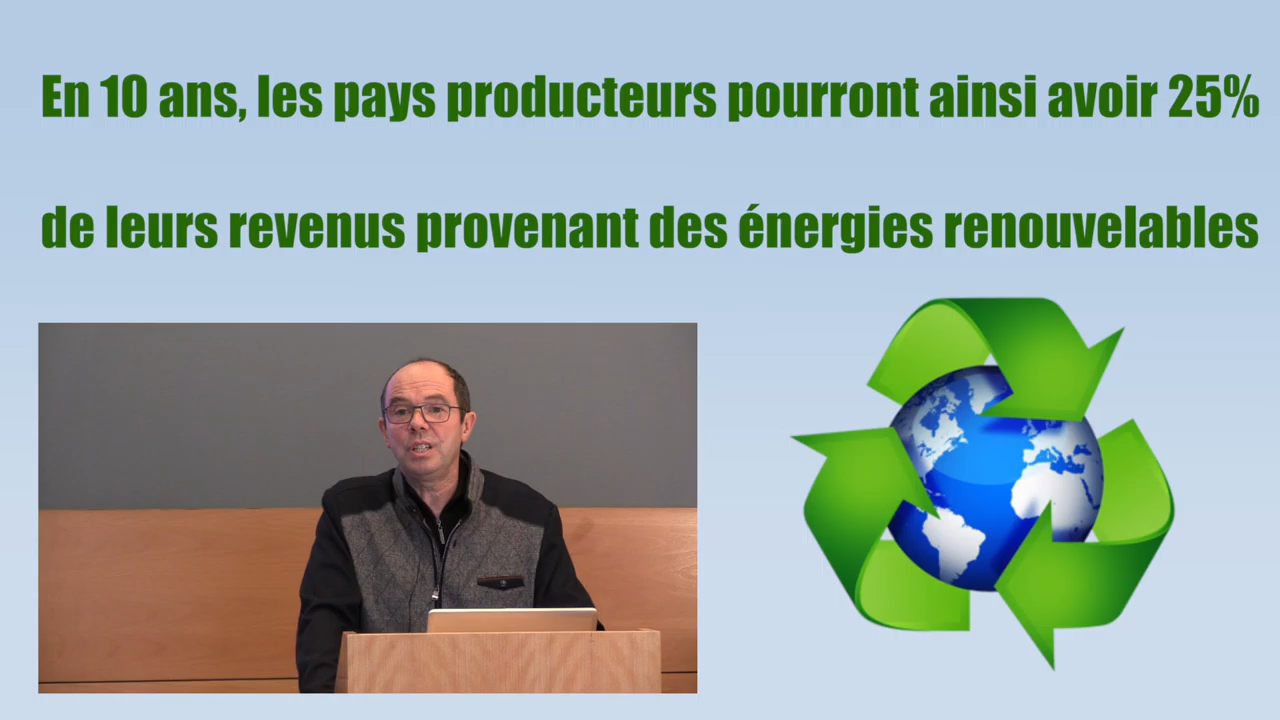 En 10 ans, les pays producteurs pourront ainsi avoir 25%
de leurs revenus provenant des énergies renouvelables